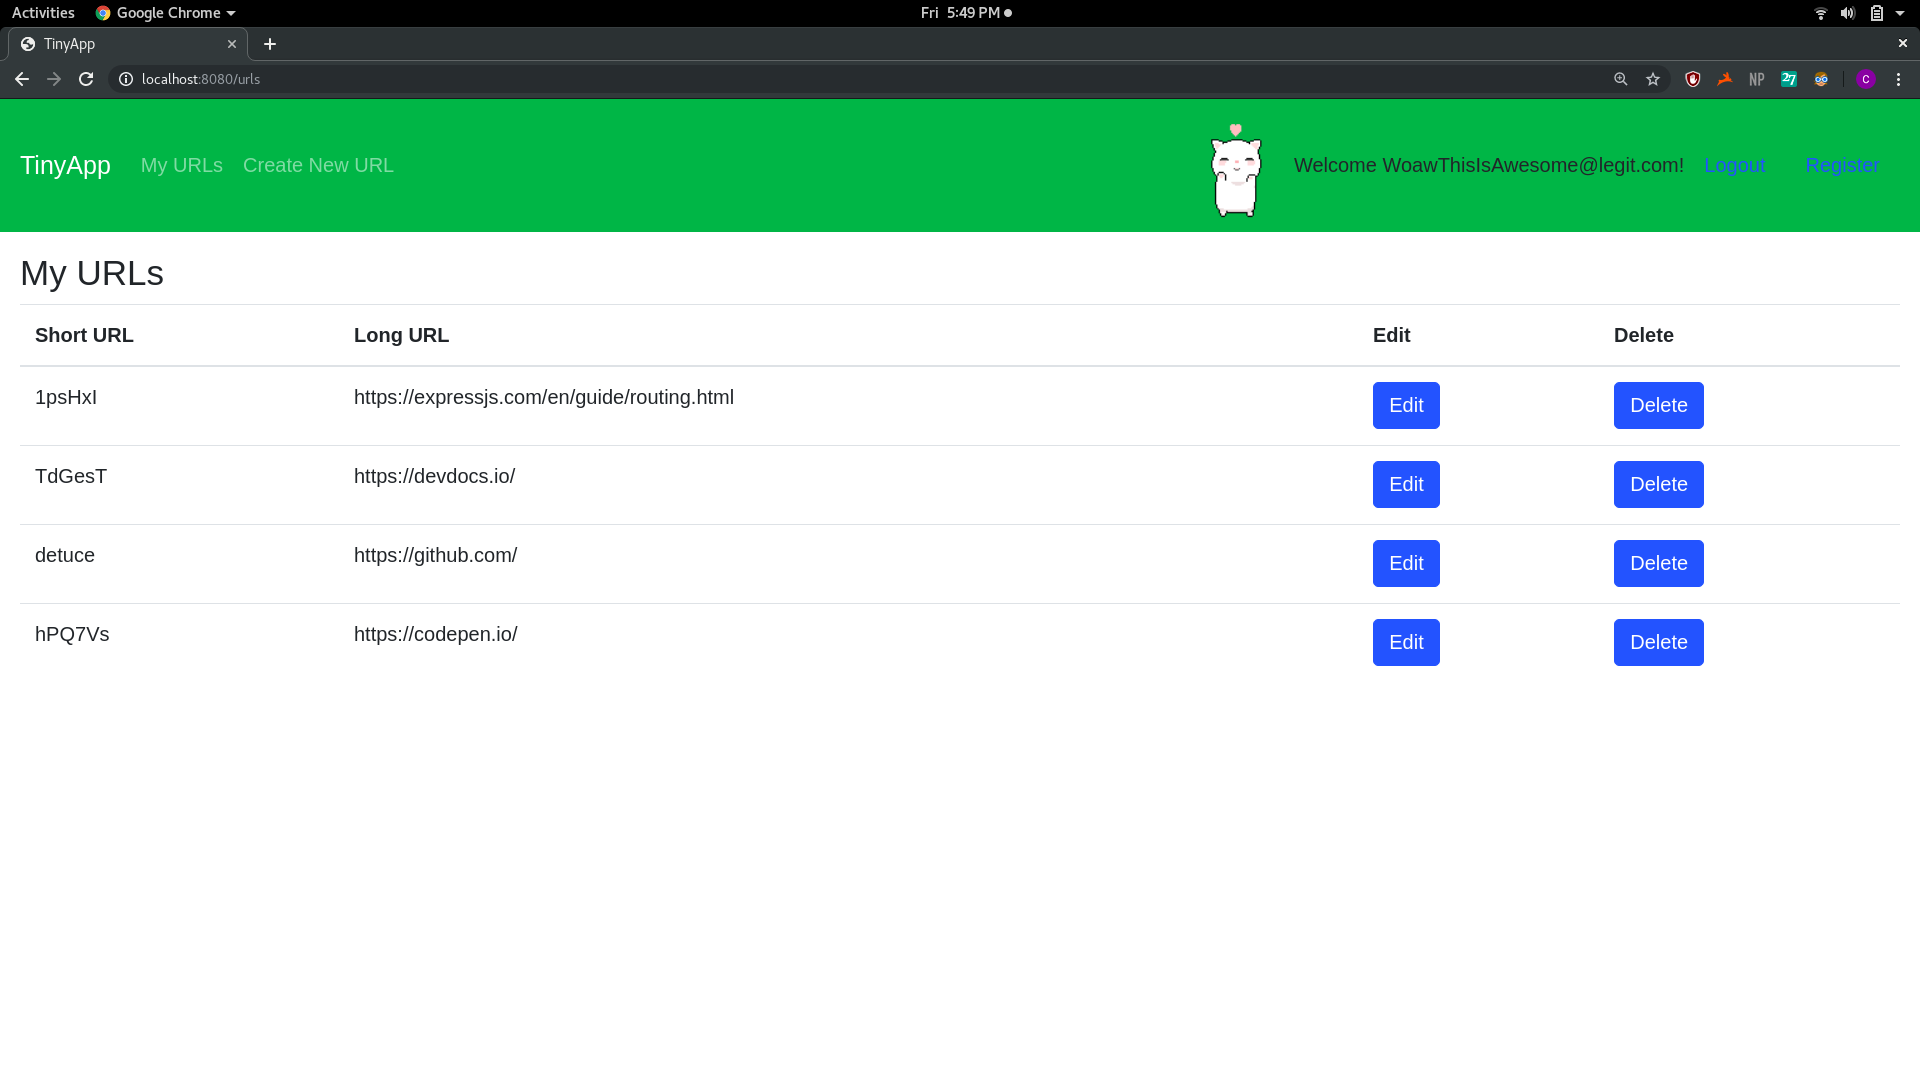 Activities Google Chrome Fri 5:49 PM
TinyApp
localhost:8080/urls NP 27 C
TinyApp My URLs Create New URL Welcome WoawThisIsAwesome@legit.com! Logout Register
My URLs
Short URL Long URL Edit Delete
1psHxI https://expressjs.com/en/guide/routing.html Edit Delete
TdGesT https://devdocs.io/ Edit Delete
detuce https://github.com/ Edit Delete
hPQ7Vs https://codepen.io/ Edit Delete